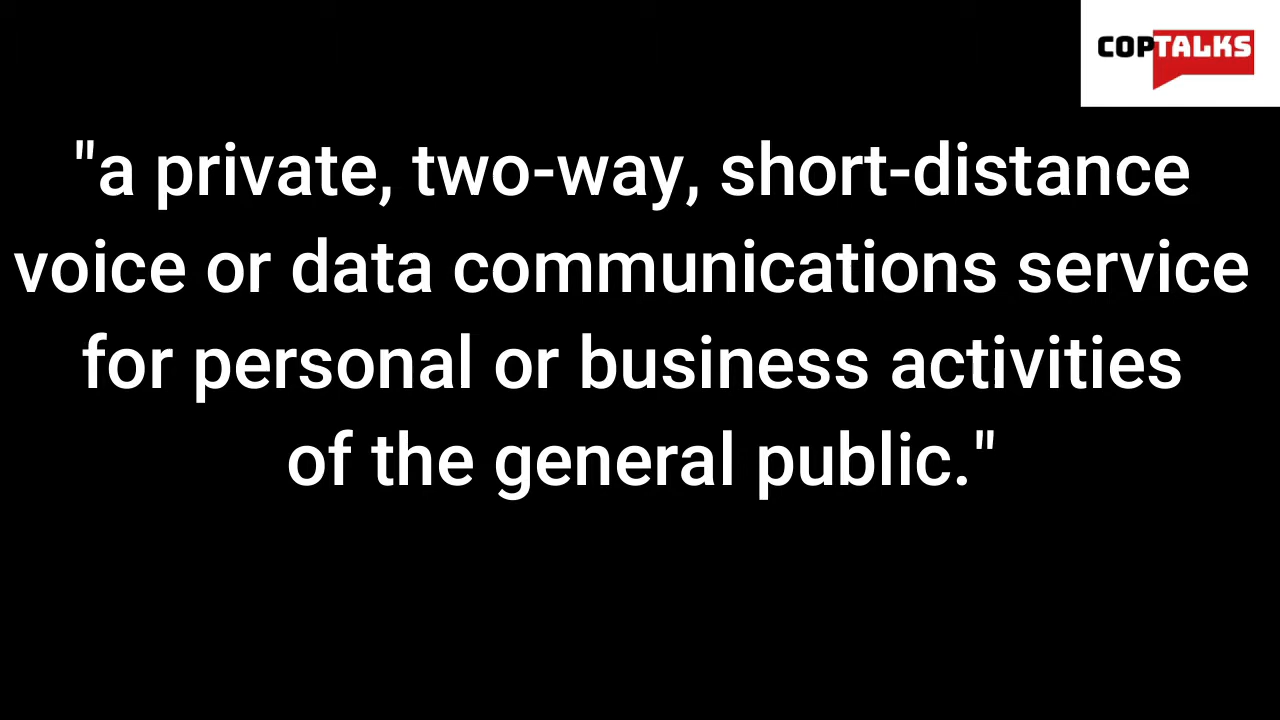 COPTALKS
"a private, two-way, short-distance
voice or data communications service
for personal or business activities
of the general public."